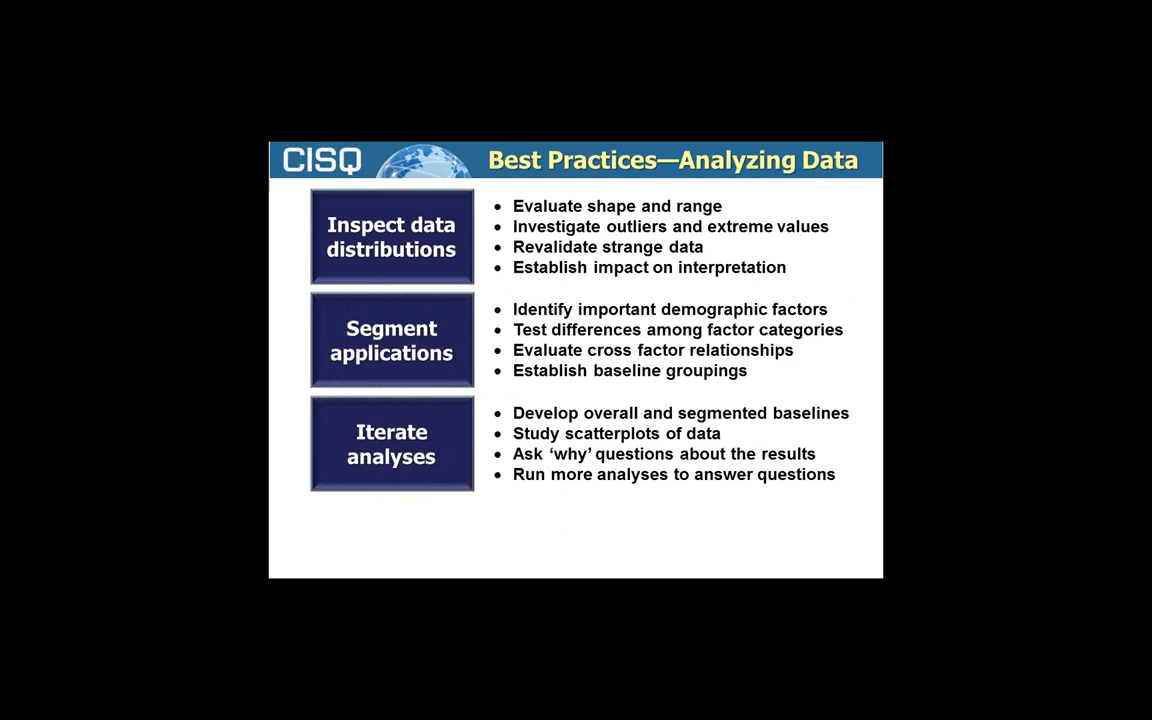 CISQ
Best Practices—Analyzing Data
Inspect data
distributions
• Evaluate shape and range
• Investigate outliers and extreme values
• Revalidate strange data
• Establish impact on interpretation
Segment
applications
• Identify important demographic factors
• Test differences among factor categories
• Evaluate cross factor relationships
• Establish baseline groupings
Iterate
analyses
• Develop overall and segmented baselines
• Study scatterplots of data
• Ask ‘why’ questions about the results
• Run more analyses to answer questions